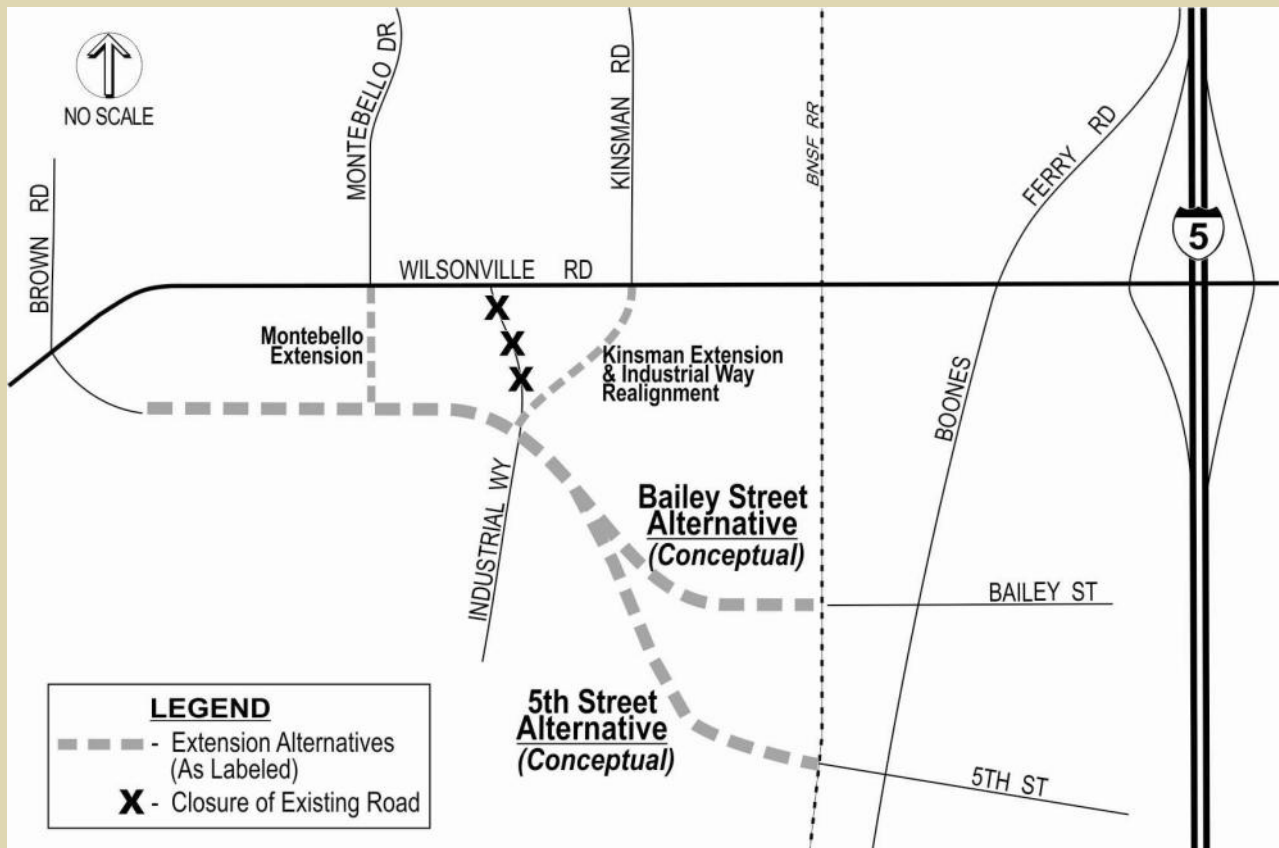 NO SCALE
BROWN RD
MONTEBELLO DR
KINSMAN RD
BNSF RR
FERRY RD
5
WILSONVILLE RD
Montebello
Extension
X
X
X
Kinsman Extension
& Industrial Way
Realignment
BOONES
INDUSTRIAL WY
Bailey Street
Alternative
(Conceptual)
BAILEY ST
5th Street
Alternative
(Conceptual)
5TH ST
LEGEND
- Extension Alternatives
(As Labeled)
X - Closure of Existing Road